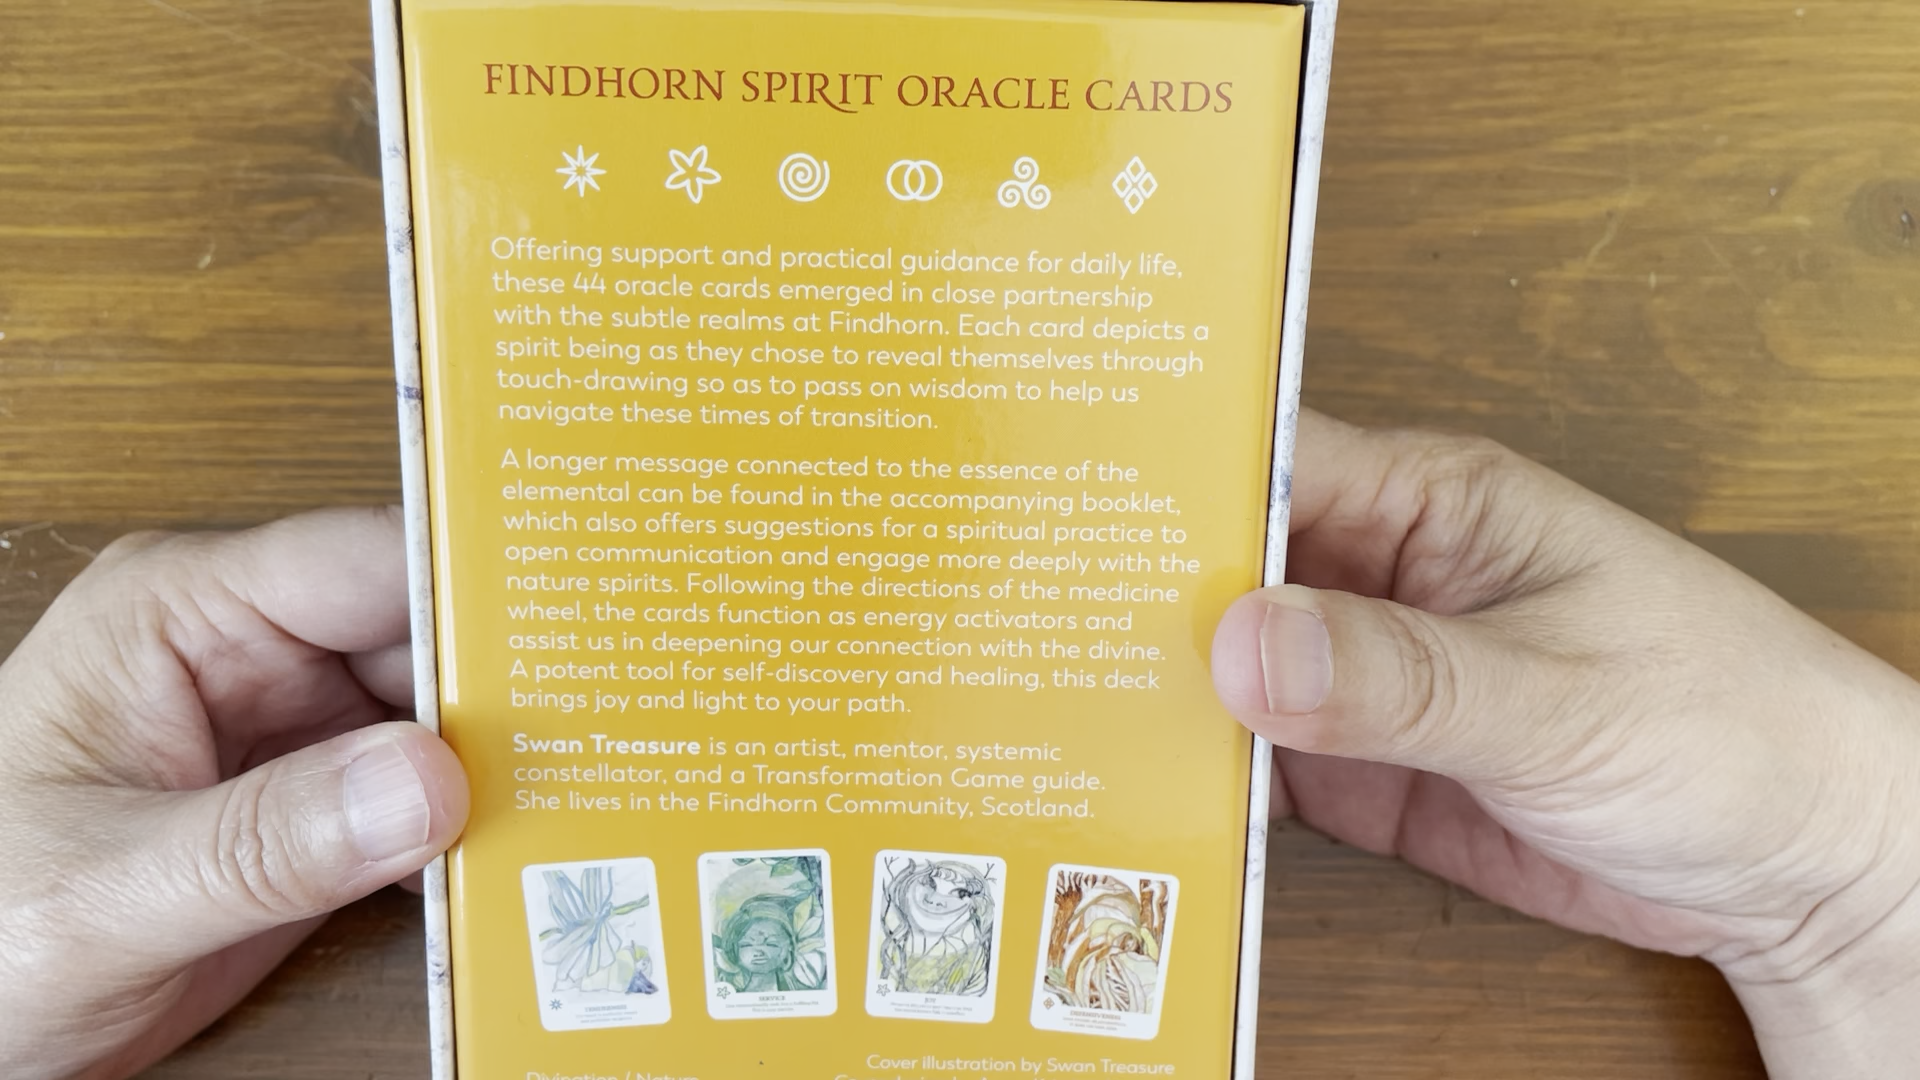 FINDHORN SPIRIT ORACLE CARDS
Offering support and practical guidance for daily life,
these 44 oracle cards emerged in close partnership
with the subtle realms at Findhorn. Each card depicts a
spirit being as they chose to reveal themselves through
touch-drawing so as to pass on wisdom to help us
navigate these times of transition.
A longer message connected to the essence of the
elemental can be found in the accompanying booklet,
which also offers suggestions for a spiritual practice to
open communication and engage more deeply with the
nature spirits. Following the directions of the medicine
wheel, the cards function as energy activators and
assist us in deepening our connection with the divine.
A potent tool for self-discovery and healing, this deck
brings joy and light to your path.
Swan Treasure is an artist, mentor, systemic
constellator, and a Transformation Game guide.
She lives in the Findhorn Community, Scotland.
TENDERNESS
SERVICE
JOY
Cover illustration by Swan Treasure
Divination / Nature